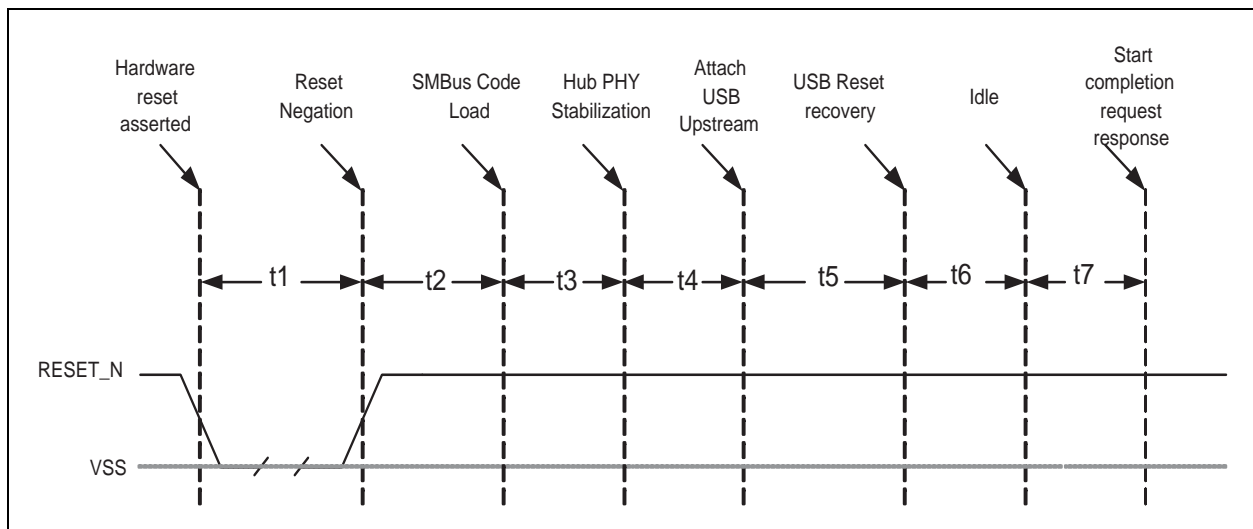 Hardware
reset
asserted
Reset
Negation
SMBus Code
Load
Hub PHY
Stabilization
Attach
USB
Upstream
USB Reset
recovery
Idle
Start
completion
request
response
t1
t2
t3
t4
t5
t6
t7
RESET_N
VSS